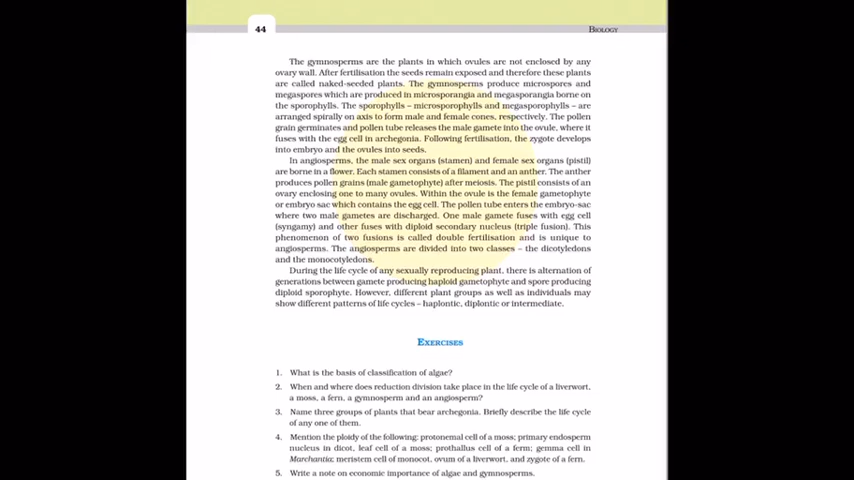 44
BIOLOGY
The gymnosperms are the plants in which ovules are not enclosed by any
ovary wall. After fertilisation the seeds remain exposed and therefore these plants
are called naked-seeded plants. The gymnosperms produce microspores and
megaspores which are produced in microsporangia and megasporangia borne on
the sporophylls. The sporophylls – microsporophylls and megasporophylls – are
arranged spirally on axis to form male and female cones, respectively. The pollen
grain germinates and pollen tube releases the male gamete into the ovule, where it
fuses with the egg cell in archegonia. Following fertilisation, the zygote develops
into embryo and the ovules into seeds.
In angiosperms, the male sex organs (stamen) and female sex organs (pistil)
are borne in a flower. Each stamen consists of a filament and an anther. The anther
produces pollen grains (male gametophyte) after meiosis. The pistil consists of an
ovary enclosing one to many ovules. Within the ovule is the female gametophyte
or embryo sac which contains the egg cell. The pollen tube enters the embryo-sac
where two male gametes are discharged. One male gamete fuses with egg cell
(syngamy) and other fuses with diploid secondary nucleus (triple fusion). This
phenomenon of two fusions is called double fertilisation and is unique to
angiosperms. The angiosperms are divided into two classes – the dicotyledons
and the monocotyledons.
During the life cycle of any sexually reproducing plant, there is alternation of
generations between gamete producing haploid gametophyte and spore producing
diploid sporophyte. However, different plant groups as well as individuals may
show different patterns of life cycles – haplontic, diplontic or intermediate.
EXERCISES
1. What is the basis of classification of algae?
2. When and where does reduction division take place in the life cycle of a liverwort,
a moss, a fern, a gymnosperm and an angiosperm?
3. Name three groups of plants that bear archegonia. Briefly describe the life cycle
of any one of them.
4. Mention the ploidy of the following: protonemal cell of a moss; primary endosperm
nucleus in dicot, leaf cell of a moss; prothallus cell of a fern; gemma cell in
Marchantia; meristem cell of monocot, ovum of a liverwort, and zygote of a fern.
5. Write a note on economic importance of algae and gymnosperms.